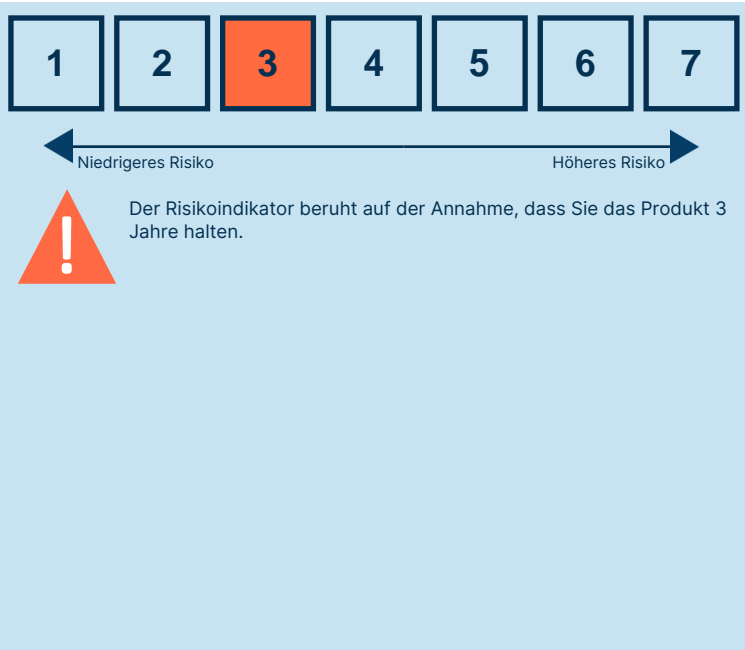 1 2 3 4 5 6 7
Niedrigeres Risiko Höheres Risiko
Der Risikoindikator beruht auf der Annahme, dass Sie das Produkt 3
Jahre halten.